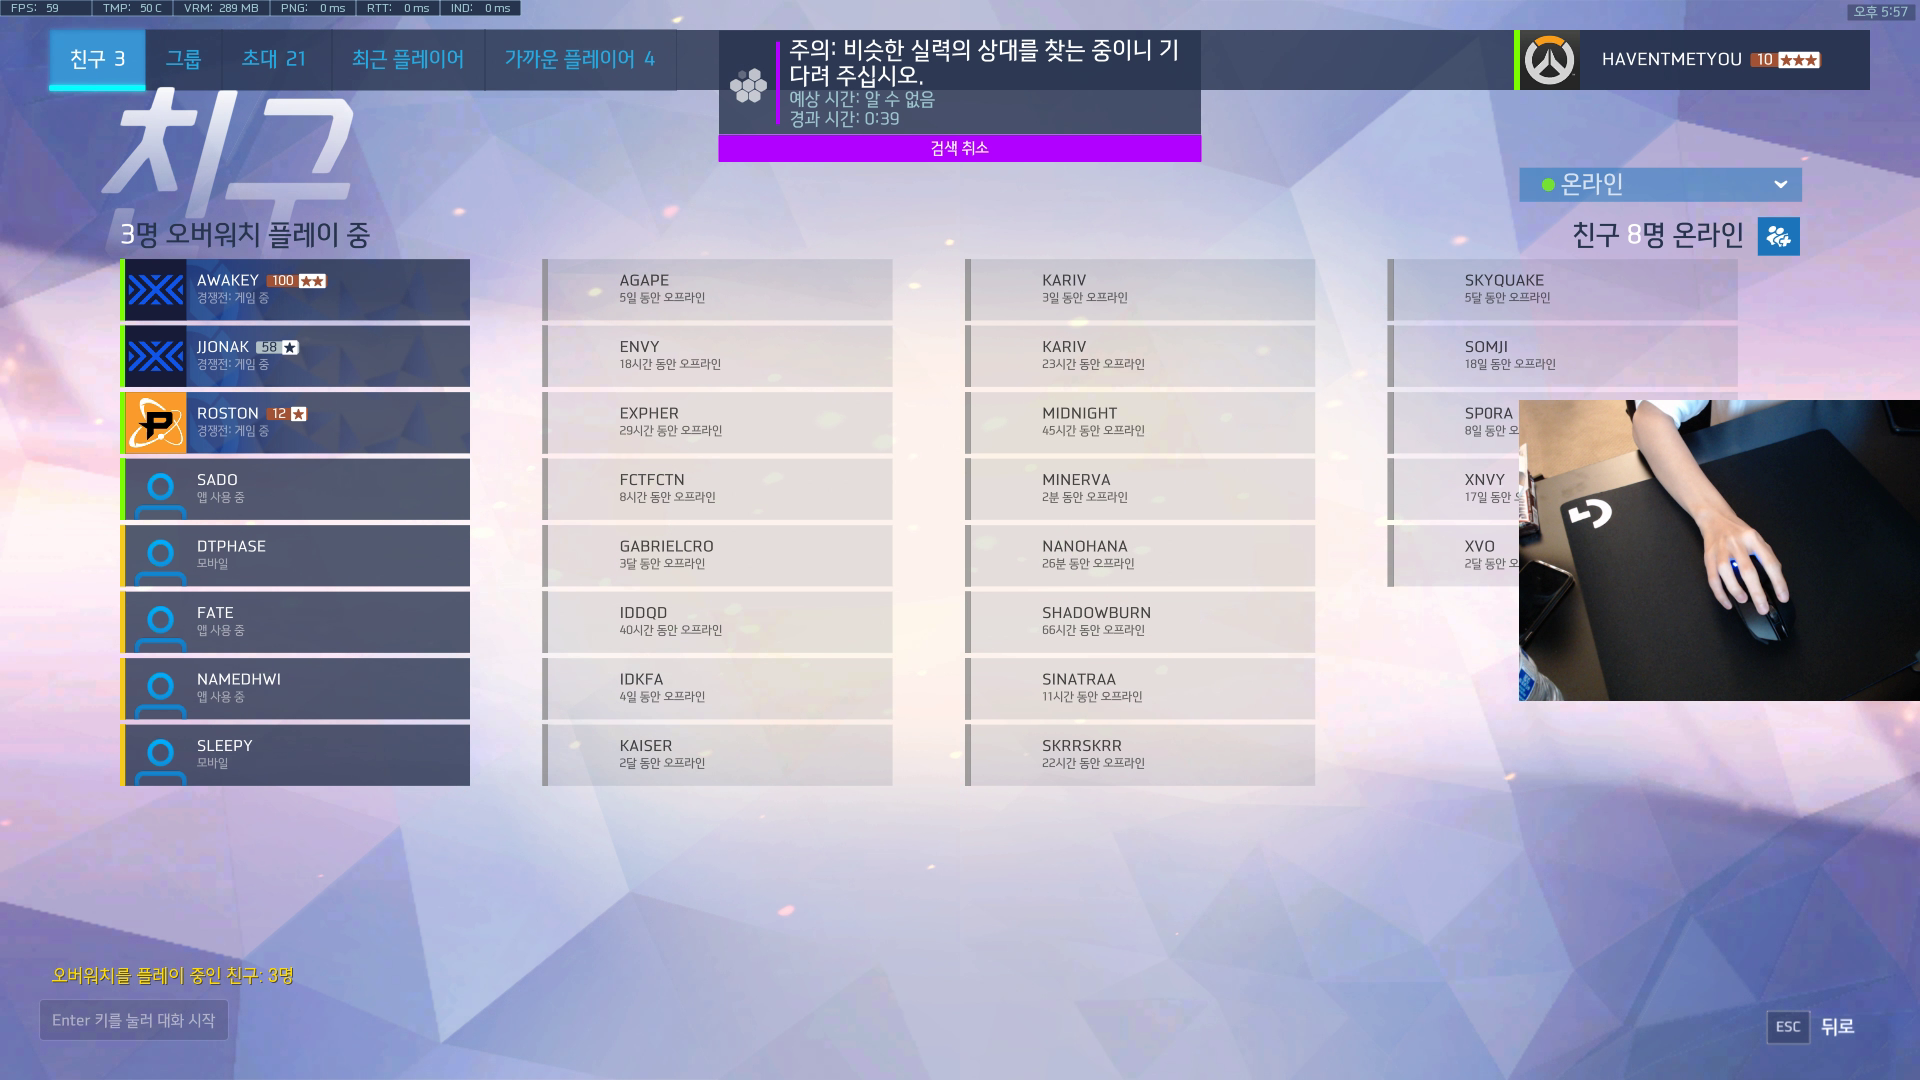 FPS: 59 TMP: 50 C VRM: 289 MB PNG: 0 ms RTT: 0 ms IND: 0 ms
오후 5:57
친구 3 그룹 초대 21 최근 플레이어 가까운 플레이어 4
주의: 비슷한 실력의 상대를 찾는 중이니 기
다려 주십시오.
예상 시간: 알 수 없음
경과 시간: 0:39
검색 취소
HAVENTMETYOU 10
친구
온라인
3명 오버워치 플레이 중
친구 8명 온라인
AWAKEY 100
경쟁전: 게임 중
JJONAK 58
경쟁전: 게임 중
ROSTON 12
경쟁전: 게임 중
SADO
앱 사용 중
DTPHASE
모바일
FATE
앱 사용 중
NAMEDHWI
앱 사용 중
SLEEPY
모바일
AGAPE
5일 동안 오프라인
ENVY
18시간 동안 오프라인
EXPHER
29시간 동안 오프라인
FCTFCTN
8시간 동안 오프라인
GABRIELCRO
3달 동안 오프라인
IDDQD
40시간 동안 오프라인
IDKFA
4일 동안 오프라인
KAISER
2달 동안 오프라인
KARIV
3일 동안 오프라인
KARIV
23시간 동안 오프라인
MIDNIGHT
45시간 동안 오프라인
MINERVA
2분 동안 오프라인
NANOHANA
26분 동안 오프라인
SHADOWBURN
66시간 동안 오프라인
SINATRAA
11시간 동안 오프라인
SKRRSKRR
22시간 동안 오프라인
SKYQUAKE
5달 동안 오프라인
SOMJI
18일 동안 오프라인
SP0RA
8일 동안
XNVY
17일 동안
XVO
2달 동안
오버워치를 플레이 중인 친구: 3명
Enter 키를 눌러 대화 시작
ESC 뒤로